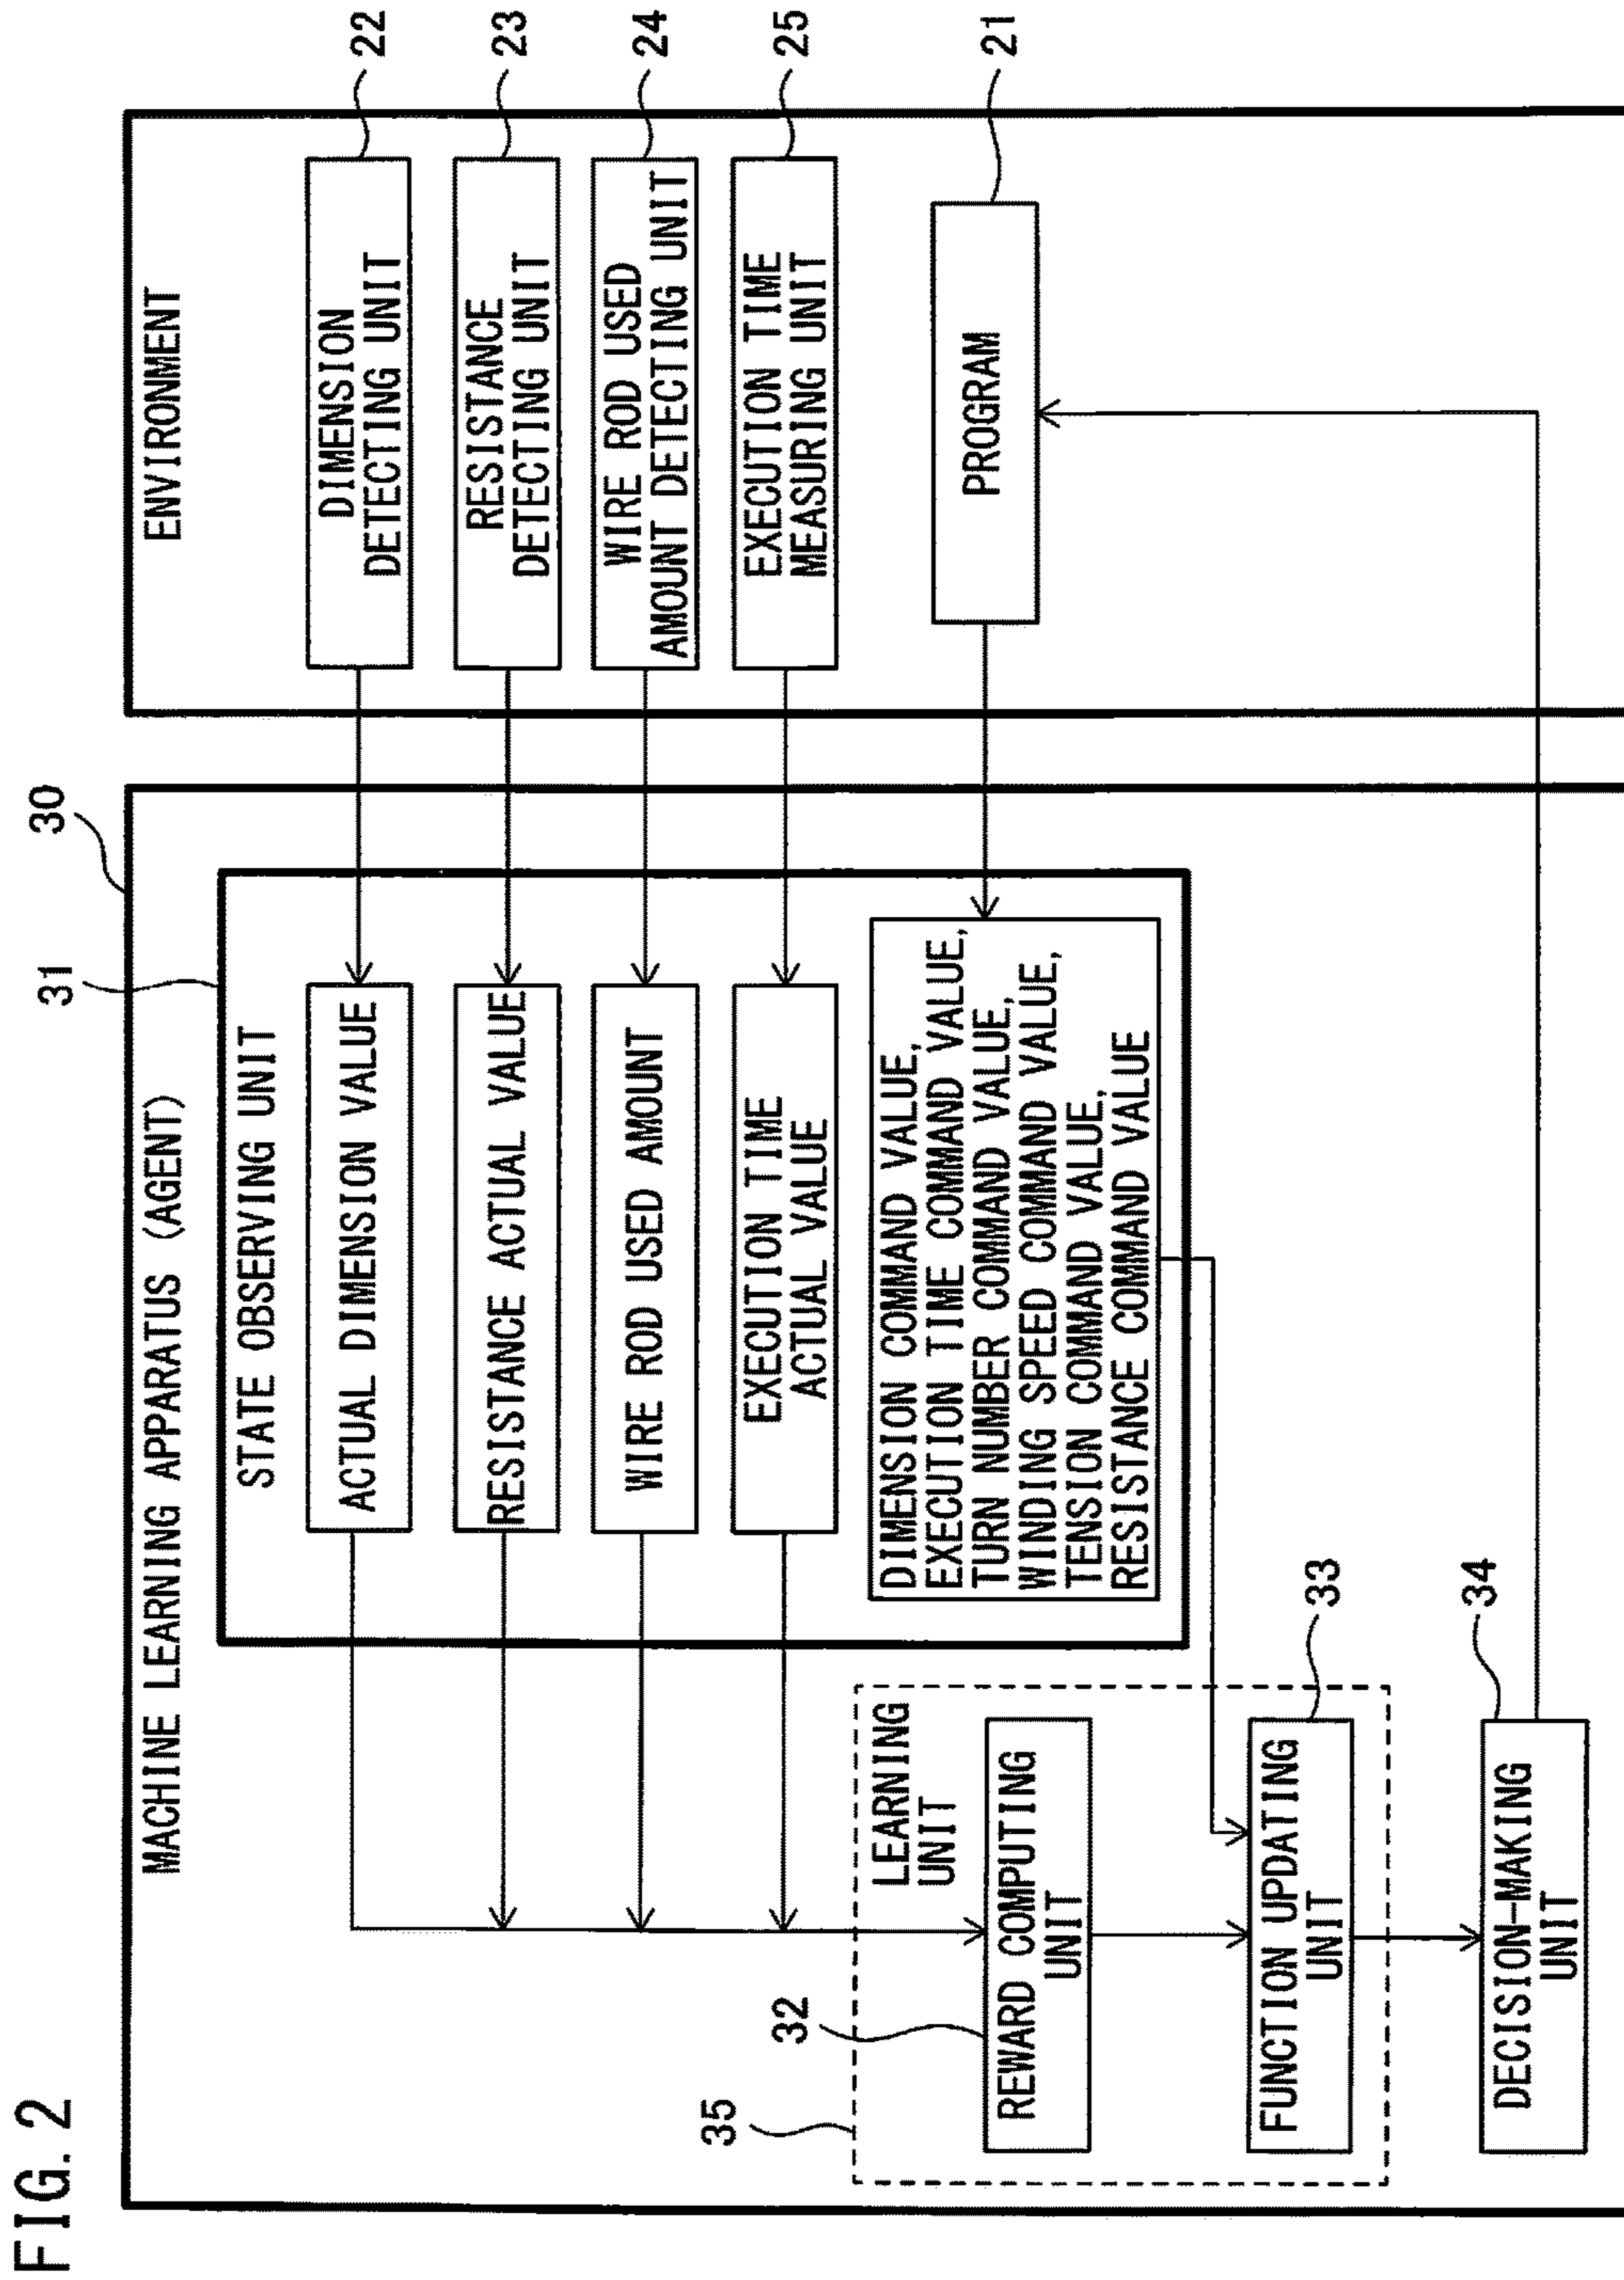 FIG. 2
30
MACHINE LEARNING APPARATUS (AGENT)
31
STATE OBSERVING UNIT
ACTUAL DIMENSION VALUE
RESISTANCE ACTUAL VALUE
WIRE ROD USED AMOUNT
EXECUTION TIME
ACTUAL VALUE
DIMENSION COMMAND VALUE,
EXECUTION TIME COMMAND VALUE,
TURN NUMBER COMMAND VALUE,
WINDING SPEED COMMAND VALUE,
TENSION COMMAND VALUE,
RESISTANCE COMMAND VALUE
35
LEARNING
UNIT
32
REWARD COMPUTING
UNIT
33
FUNCTION UPDATING
UNIT
34
DECISION-MAKING
UNIT
ENVIRONMENT
DIMENSION
DETECTING UNIT
22
RESISTANCE
DETECTING UNIT
23
WIRE ROD USED
AMOUNT DETECTING UNIT
24
EXECUTION TIME
MEASURING UNIT
25
PROGRAM
21